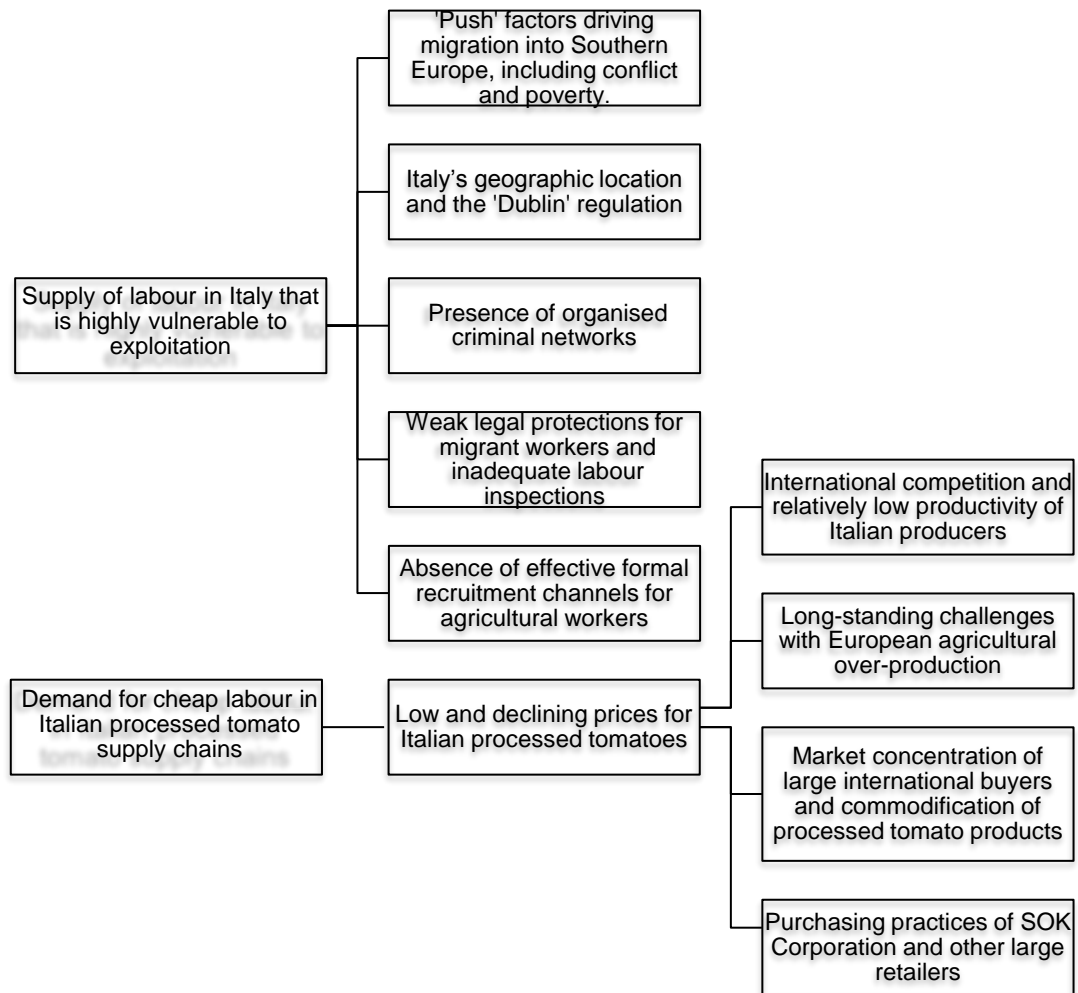 'Push' factors driving
migration into Southern
Europe, including conflict
and poverty.
Italy's geographic location
and the 'Dublin' regulation
Supply of labour in Italy that
is highly vulnerable to
exploitation
Presence of organised
criminal networks
Weak legal protections for
migrant workers and
inadequate labour
inspections
Absence of effective formal
recruitment channels for
agricultural workers
Demand for cheap labour in
Italian processed tomato
supply chains
Low and declining prices for
Italian processed tomatoes
International competition and
relatively low productivity of
Italian producers
Long-standing challenges
with European agricultural
over-production
Market concentration of
large international buyers
and commodification of
processed tomato products
Purchasing practices of SOK
Corporation and other large
retailers